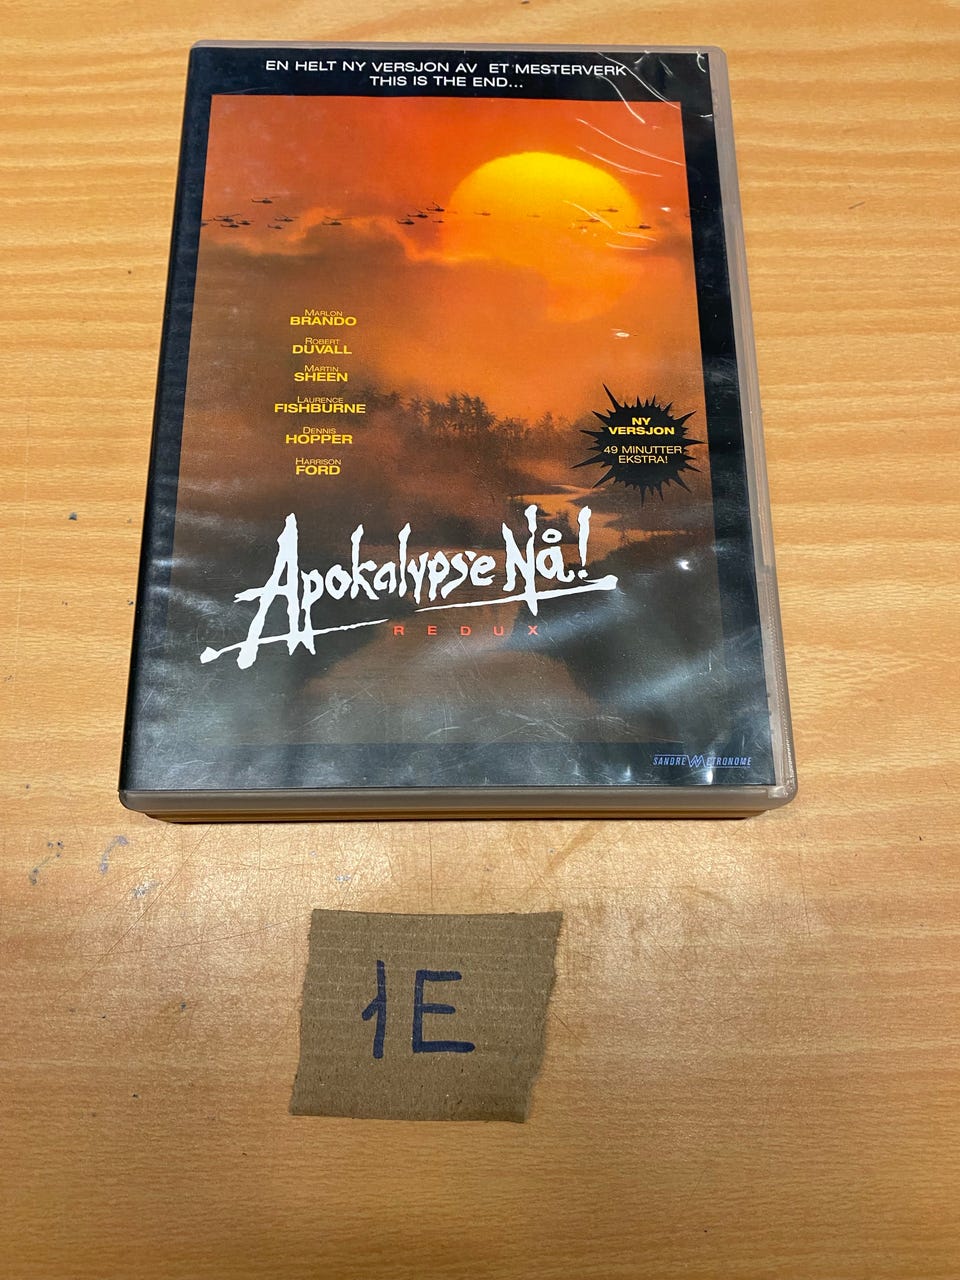 EN HELT NY VERSJON AV ET MESTERVERK
THIS IS THE END...
MARLON
BRANDO
ROBERT
DUVALL
MARTIN
SHEEN
LAURENCE
FISHBURNE
DENNIS
HOPPER
HARRISON
FORD
NY
VERSJON
49 MINUTTER
EKSTRA!
Apokalypse Nå!
REDUX
SANDREW METRONOME
1E